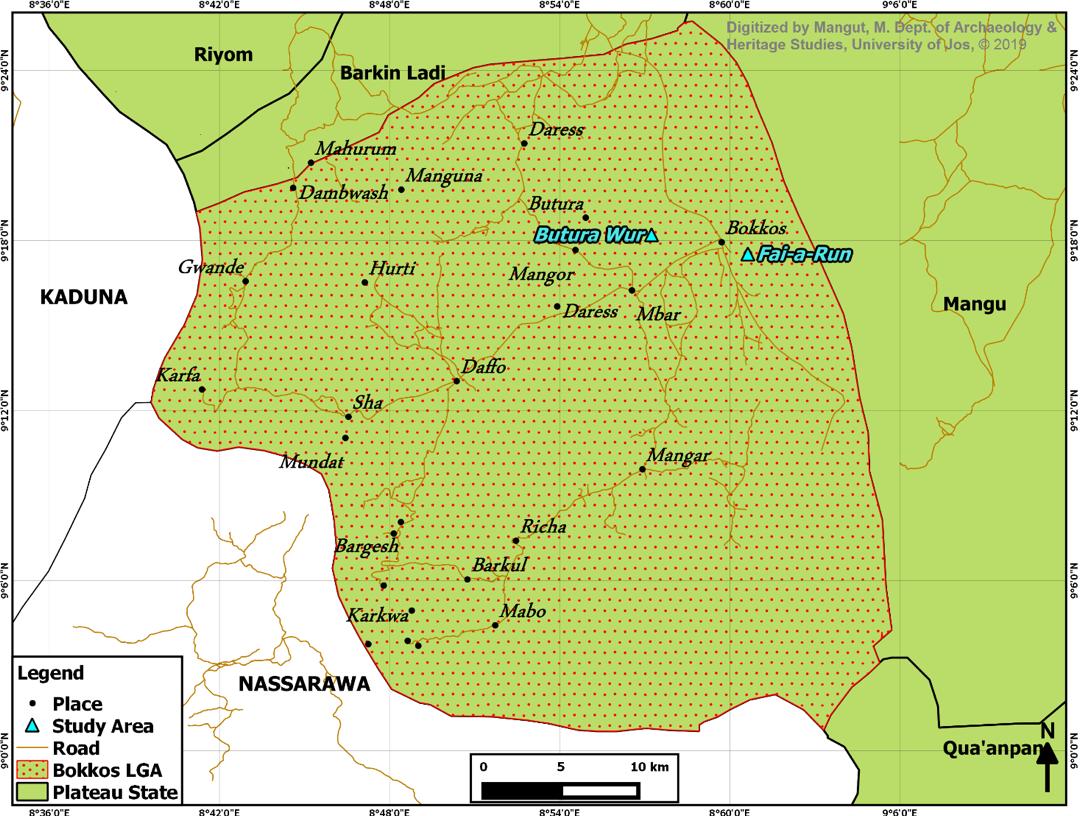 8°36'0"E 8°42'0"E 8°48'0"E 8°54'0"E 8°60'0"E 9°6'0"E
Digitized by Mangut, M. Dept. of Archaeology &
Heritage Studies, University of Jos, © 2019
Riyom
Barkin Ladi
9°24'0"N
9°24'0"N
Daress
Mahurum
Manguna
Dambwash
Butura
Bokkos
9°18'0"N
Butura Wur
9°18'0"N
Fai-a-Run
Gwande
Hurti
Mangor
KADUNA
Mangu
Daress
Mbar
Daffo
Karfa
Sha
9°12'0"N
9°12'0"N
Mangar
Mundat
Richa
Bargesh
Barkul
9°6'0"N
9°6'0"N
Mabo
Karkwa
NASSARAWA
Legend
Place
Study Area
Road
Bokkos LGA
Plateau State
N
Qua'anpan
9°0'0"N
9°0'0"N
0 5 10 km
8°36'0"E 8°42'0"E 8°48'0"E 8°54'0"E 8°60'0"E 9°6'0"E